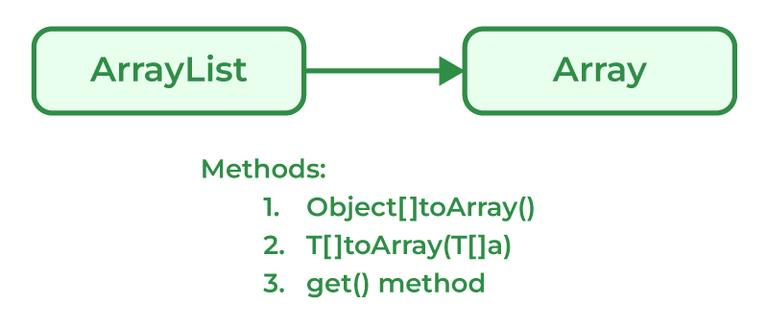 ArrayList
Array
Methods:
1. Object[]toArray()
2. T[]toArray(T[]a)
3. get() method